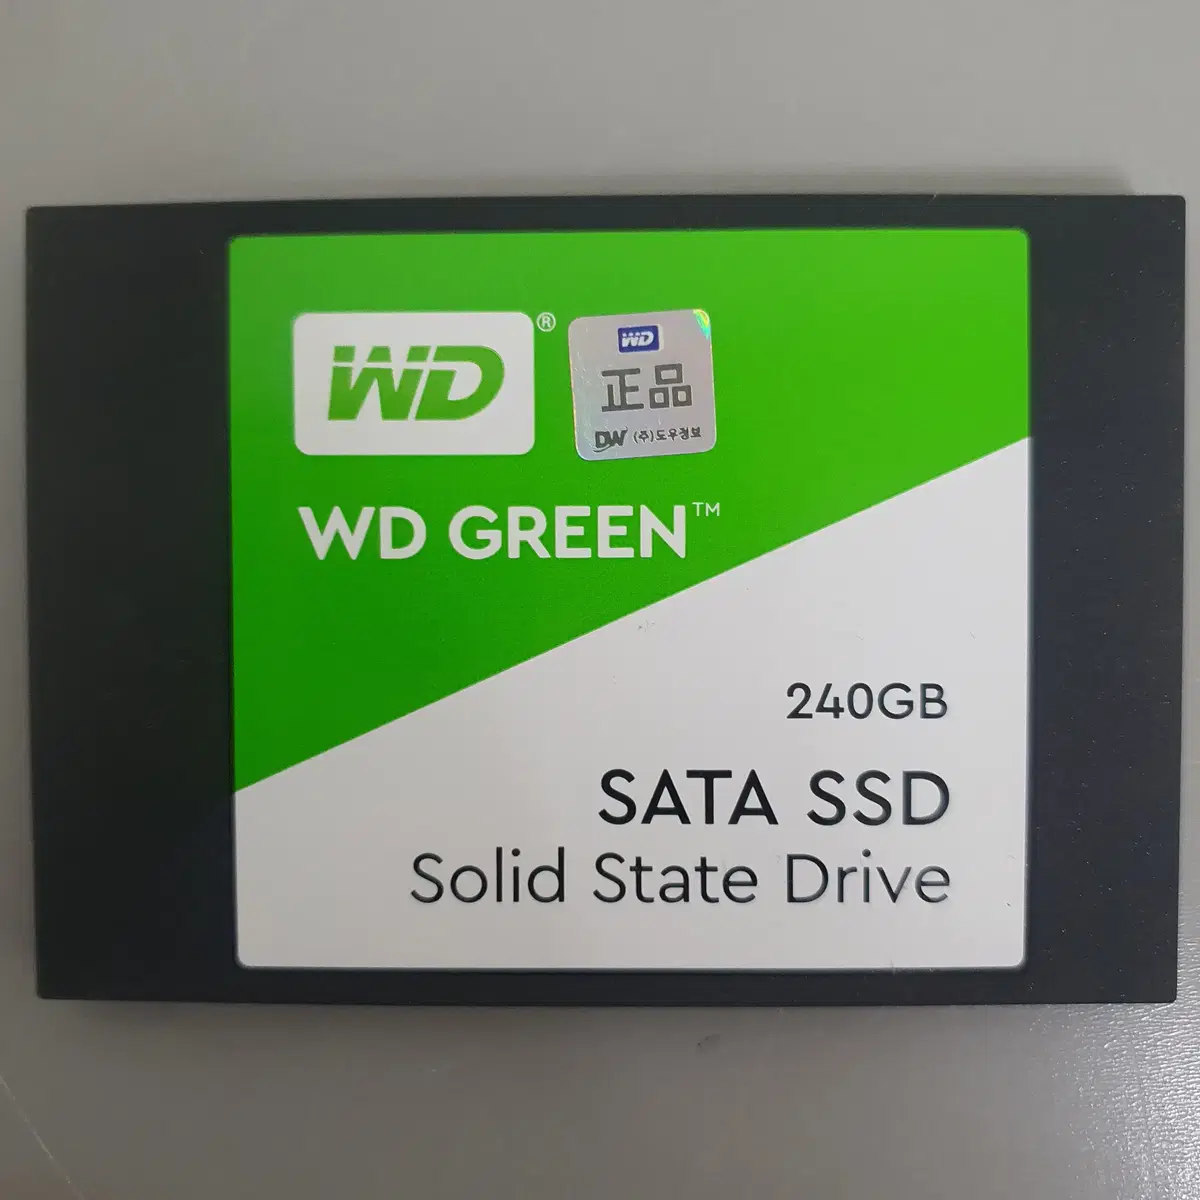 WD®
WD
正品
DW (주)도우정보
WD GREEN™
240GB
SATA SSD
Solid State Drive